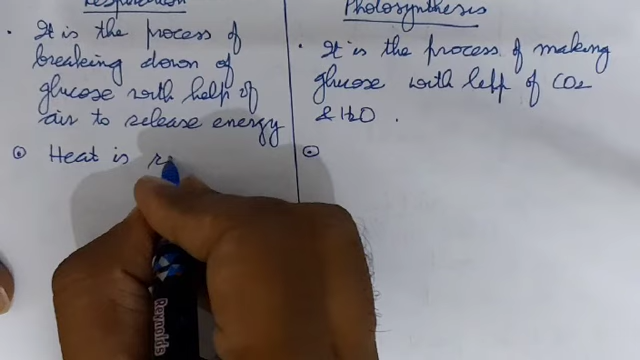 Respiration
• It is the process of
breaking down of
glucose with help of
air to release energy
Heat is
Photosynthesis
• It is the process of making
glucose with help of CO2
& H2O .
Reynolds